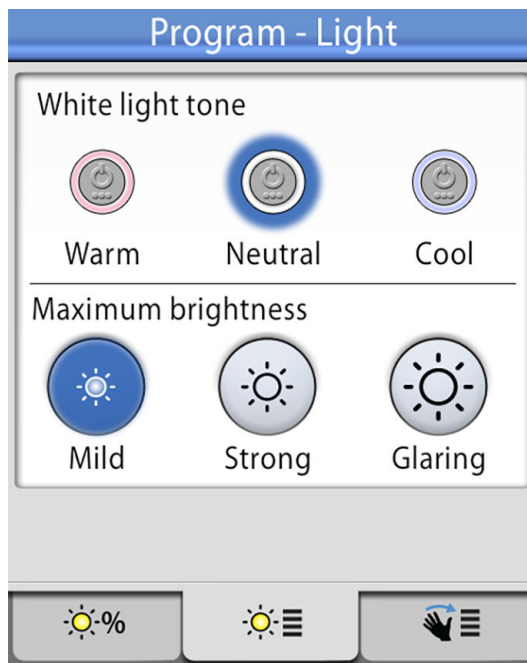 Program - Light
White light tone
Warm Neutral Cool
Maximum brightness
Mild Strong Glaring
%